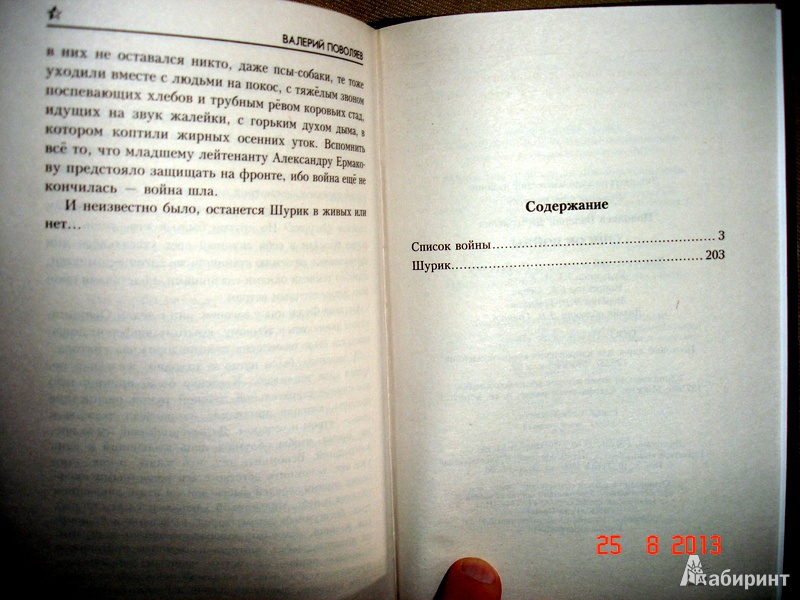 ВАЛЕРИЙ ПОВОЛЯЕВ
в них не оставался никто, даже псы-собаки, те тоже
уходили вместе с людьми на покос, с тяжёлым звоном
поспевающих хлебов и трубным рёвом коровьих стад,
идущих на звук жалейки, с горьким духом дыма, в
котором коптили жирных осенних уток. Вспомнить
всё то, что младшему лейтенанту Александру Ермако-
ву предстояло защищать на фронте, ибо война ещё не
кончилась — война шла.
И неизвестно было, останется Шурик в живых или
нет...
Содержание
Список войны........................................ 3
Шурик........................................ 203
25 8 2013
Лабиринт